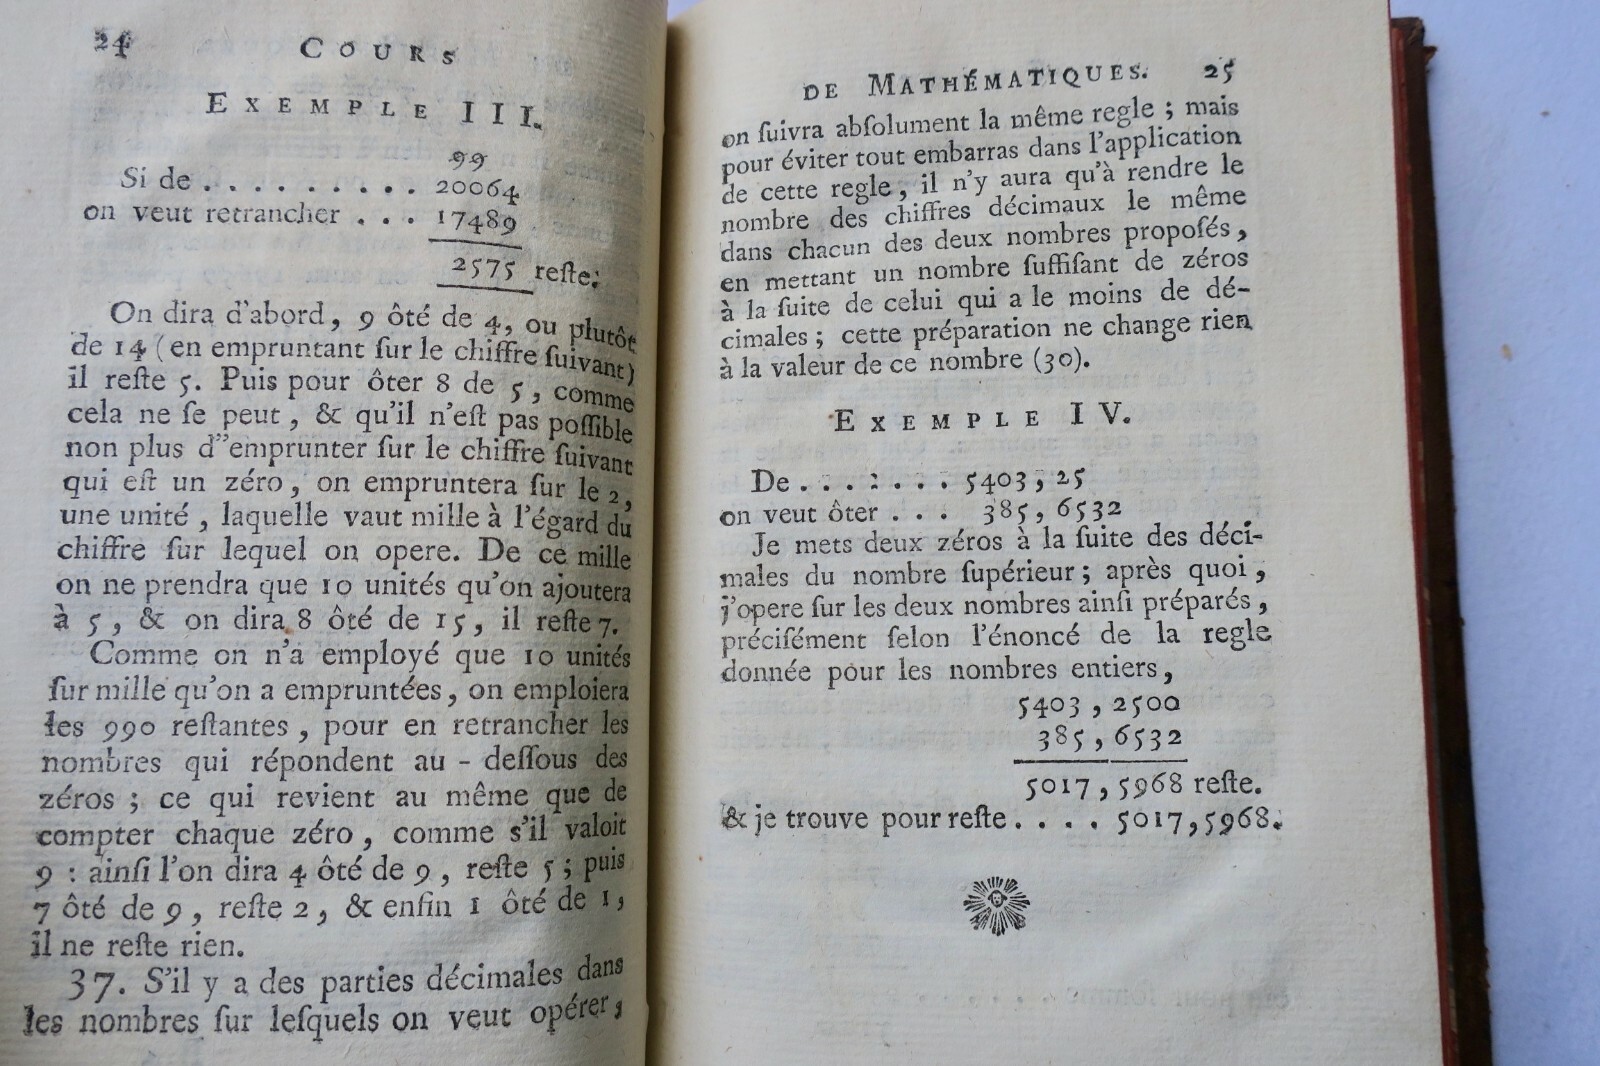 24 COURS
EXEMPLE III.
99
Si de . . . . . . . . . 20064
on veut retrancher . . . 17489
2575 reſte.
On dira d'abord, 9 ôté de 4, ou plutôt
de 14 (en empruntant ſur le chiffre ſuivant)
il reſte 5. Puis pour ôter 8 de 5, comme
cela ne ſe peut, & qu'il n'eſt pas poſſible
non plus d"emprunter ſur le chiffre ſuivant
qui eſt un zéro, on empruntera ſur le 2,
une unité, laquelle vaut mille à l'égard du
chiffre ſur lequel on opere. De ce mille
on ne prendra que 10 unités qu'on ajoutera
à 5, & on dira 8 ôté de 15, il reſte 7.
Comme on n'a employé que 10 unités
ſur mille qu'on a empruntées, on emploiera
les 990 reſtantes, pour en retrancher les
nombres qui répondent au-deſſous des
zéros ; ce qui revient au même que de
compter chaque zéro, comme s'il valoit
9 : ainſi l'on dira 4 ôté de 9, reſte 5 ; puis
7 ôté de 9, reſte 2, & enfin 1 ôté de 1,
il ne reſte rien.
37. S'il y a des parties décimales dans
les nombres ſur leſquels on veut opérer,
DE MATHÉMATIQUES. 25
on ſuivra abſolument la même regle ; mais
pour éviter tout embarras dans l'application
de cette regle, il n'y aura qu'à rendre le
nombre des chiffres décimaux le même
dans chacun des deux nombres propoſés,
en mettant un nombre ſuffiſant de zéros
à la ſuite de celui qui a le moins de dé-
cimales ; cette préparation ne change rien
à la valeur de ce nombre (30).
EXEMPLE IV.
De . . . . . . . 5403, 25
on veut ôter . . . 385, 6532
Je mets deux zéros à la ſuite des déci-
males du nombre ſupérieur ; après quoi,
j'opere ſur les deux nombres ainſi préparés,
préciſément ſelon l'énoncé de la regle
donnée pour les nombres entiers,
5403, 2500
385, 6532
5017, 5968 reſte.
& je trouve pour reſte . . . . 5017, 5968.